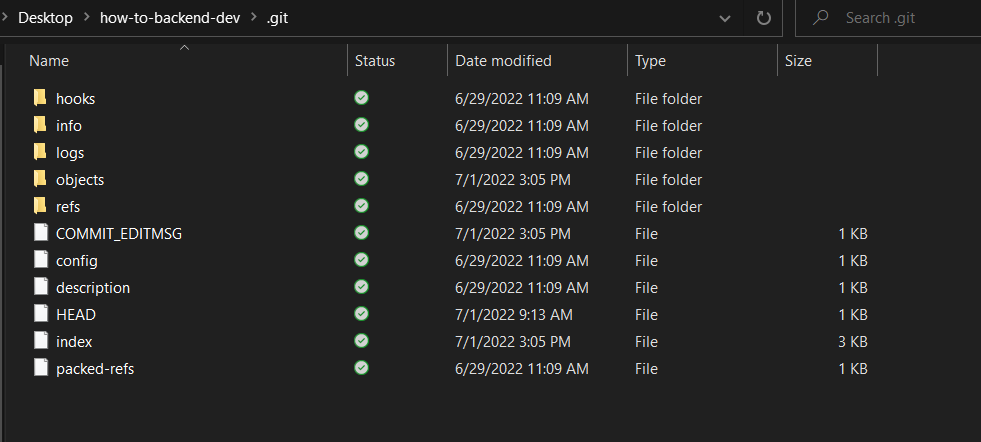 Desktop how-to-backend-dev .git Search .git
Name Status Date modified Type Size
hooks 6/29/2022 11:09 AM File folder
info 6/29/2022 11:09 AM File folder
logs 6/29/2022 11:09 AM File folder
objects 7/1/2022 3:05 PM File folder
refs 6/29/2022 11:09 AM File folder
COMMIT_EDITMSG 7/1/2022 3:05 PM File 1 KB
config 6/29/2022 11:09 AM File 1 KB
description 6/29/2022 11:09 AM File 1 KB
HEAD 7/1/2022 9:13 AM File 1 KB
index 7/1/2022 3:05 PM File 3 KB
packed-refs 6/29/2022 11:09 AM File 1 KB